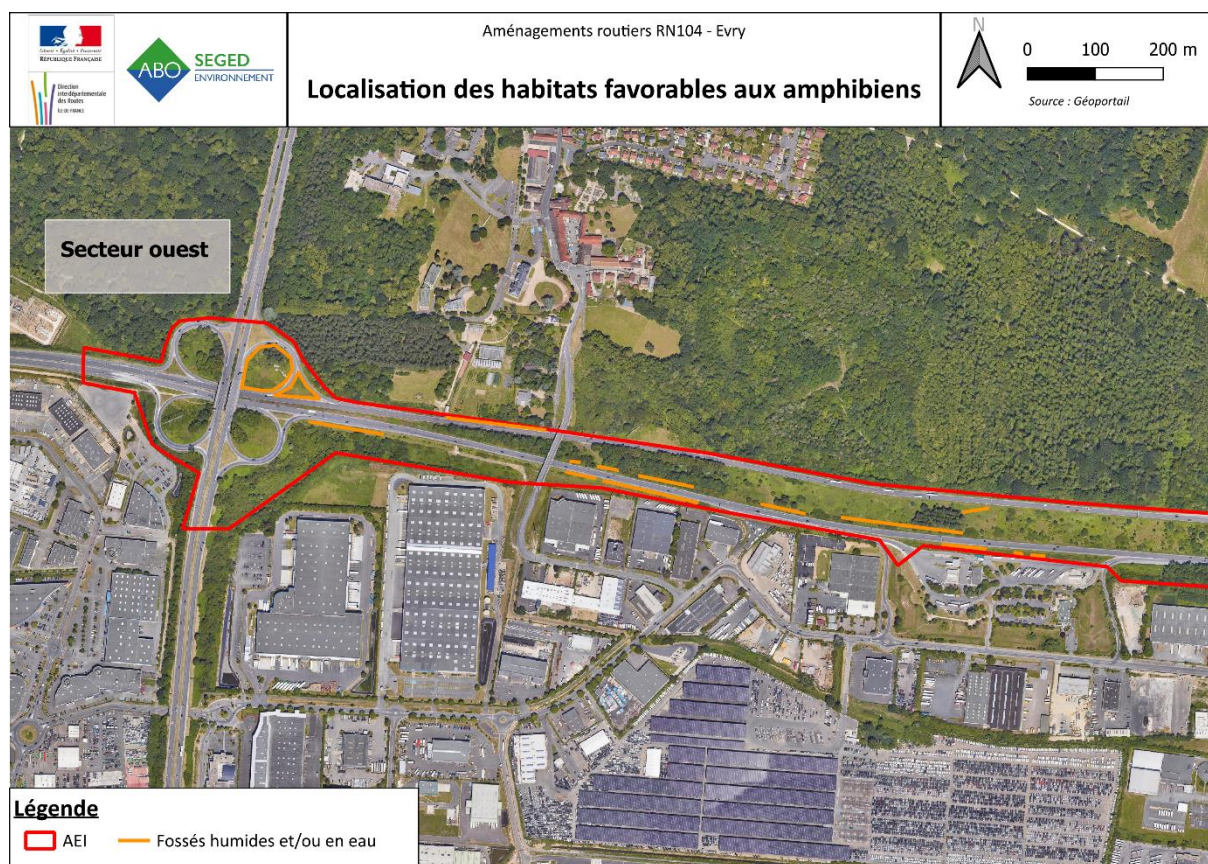 Liberté • Égalité • Fraternité
RÉPUBLIQUE FRANÇAISE
Direction
interdépartementale
des Routes
ÎLE-DE-FRANCE
ABO
SEGED
ENVIRONNEMENT
Aménagements routiers RN104 - Evry
Localisation des habitats favorables aux amphibiens
N
0 100 200 m
Source : Géoportail
Secteur ouest
Légende
AEI
Fossés humides et/ou en eau